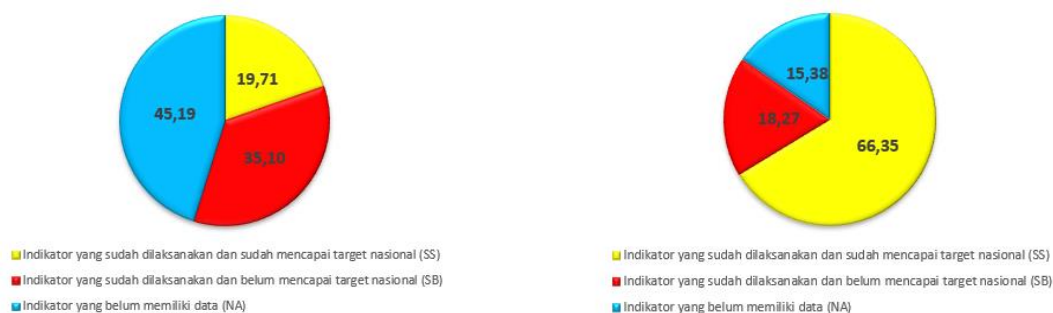 19,71
45,19
35,10
Indikator yang sudah dilaksanakan dan sudah mencapai target nasional (SS)
Indikator yang sudah dilaksanakan dan belum mencapai target nasional (SB)
Indikator yang belum memiliki data (NA)
15,38
18,27
66,35
Indikator yang sudah dilaksanakan dan sudah mencapai target nasional (SS)
Indikator yang sudah dilaksanakan dan belum mencapai target nasional (SB)
Indikator yang belum memiliki data (NA)